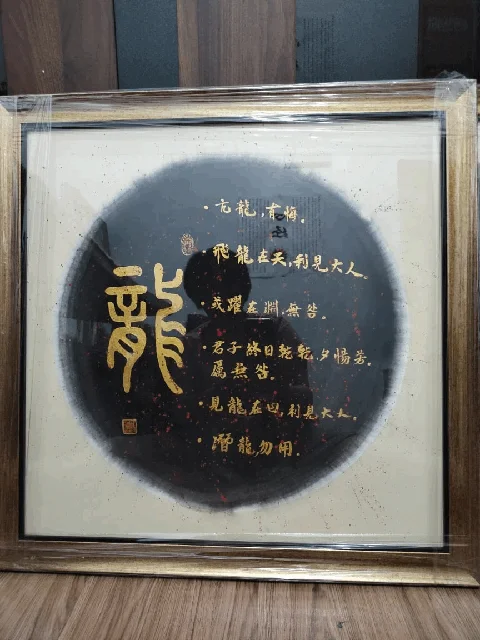 龍
·亢龍,有悔。
·飛龍在天,利見大人。
·或躍在淵,無咎。
·君子終日乾乾,夕惕若。
厲無咎。
·見龍在田,利見大人。
·潛龍,勿用。